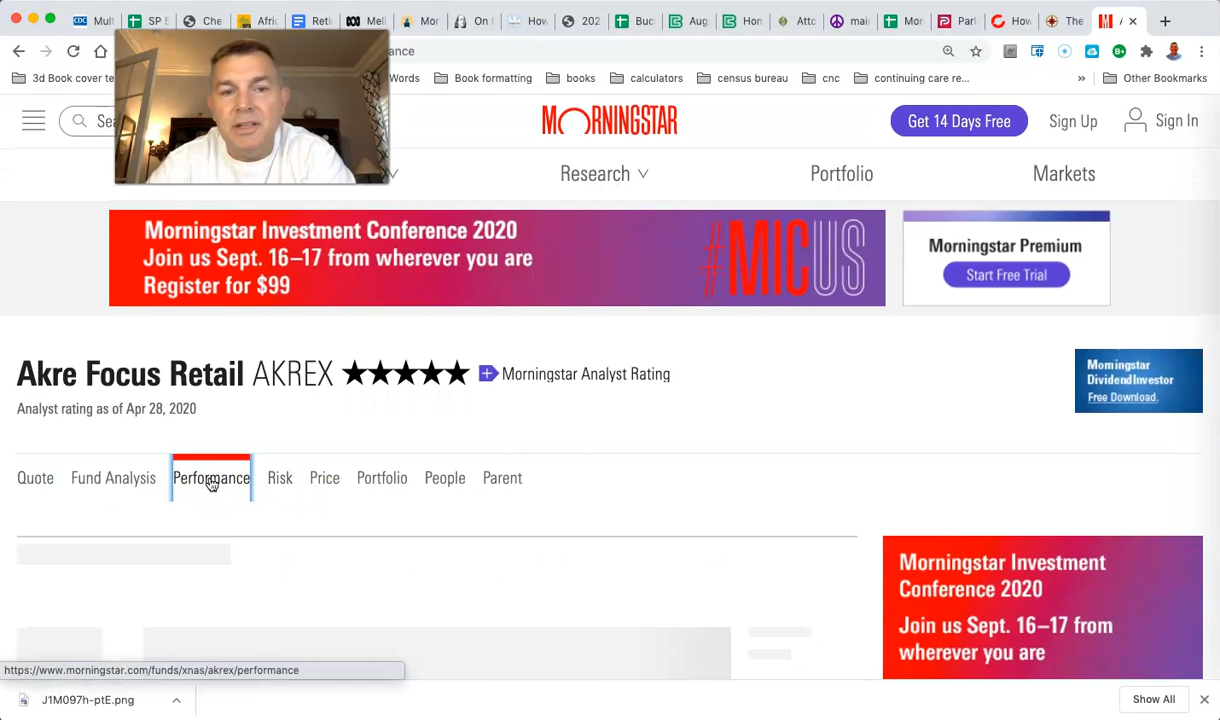 Mult
SP E
Che
Afric
Reti
Mel
Mor
On
How
202
Buc
Aug
Hon
Atto
mai
Mor
Parl
How
The
ance
3d Book cover te
Words
Book formatting
books
calculators
census bureau
cnc
continuing care re...
»
Other Bookmarks
Sea
MORNINGSTAR
Get 14 Days Free
Sign Up
Sign In
Research
Portfolio
Markets
Morningstar Investment Conference 2020
Join us Sept. 16–17 from wherever you are
Register for $99
#MICUS
Morningstar Premium
Start Free Trial
Akre Focus Retail AKREX ★★★★★ Morningstar Analyst Rating
Analyst rating as of Apr 28, 2020
Morningstar
DividendInvestor
Free Download.
Quote Fund Analysis Performance Risk Price Portfolio People Parent
Morningstar Investment
Conference 2020
Join us Sept. 16–17 from
wherever you are
https://www.morningstar.com/funds/xnas/akrex/performance
J1M097h-ptE.png
Show All